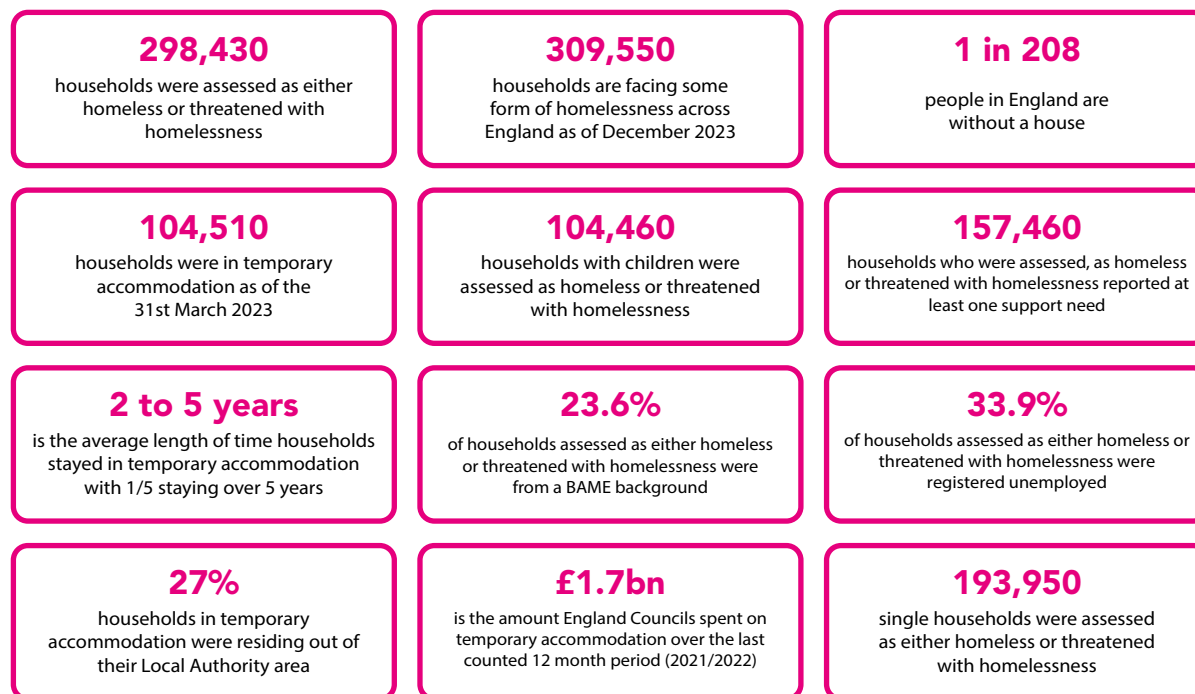 298,430
households were assessed as either
homeless or threatened with
homelessness
309,550
households are facing some
form of homelessness across
England as of December 2023
1 in 208
people in England are
without a house
104,510
households were in temporary
accommodation as of the
31st March 2023
104,460
households with children were
assessed as homeless or threatened
with homelessness
157,460
households who were assessed, as homeless
or threatened with homelessness reported at
least one support need
2 to 5 years
is the average length of time households
stayed in temporary accommodation
with 1/5 staying over 5 years
23.6%
of households assessed as either homeless
or threatened with homelessness were
from a BAME background
33.9%
of households assessed as either homeless or
threatened with homelessness were
registered unemployed
27%
households in temporary
accommodation were residing out of
their Local Authority area
£1.7bn
is the amount England Councils spent on
temporary accommodation over the last
counted 12 month period (2021/2022)
193,950
single households were assessed
as either homeless or threatened
with homelessness